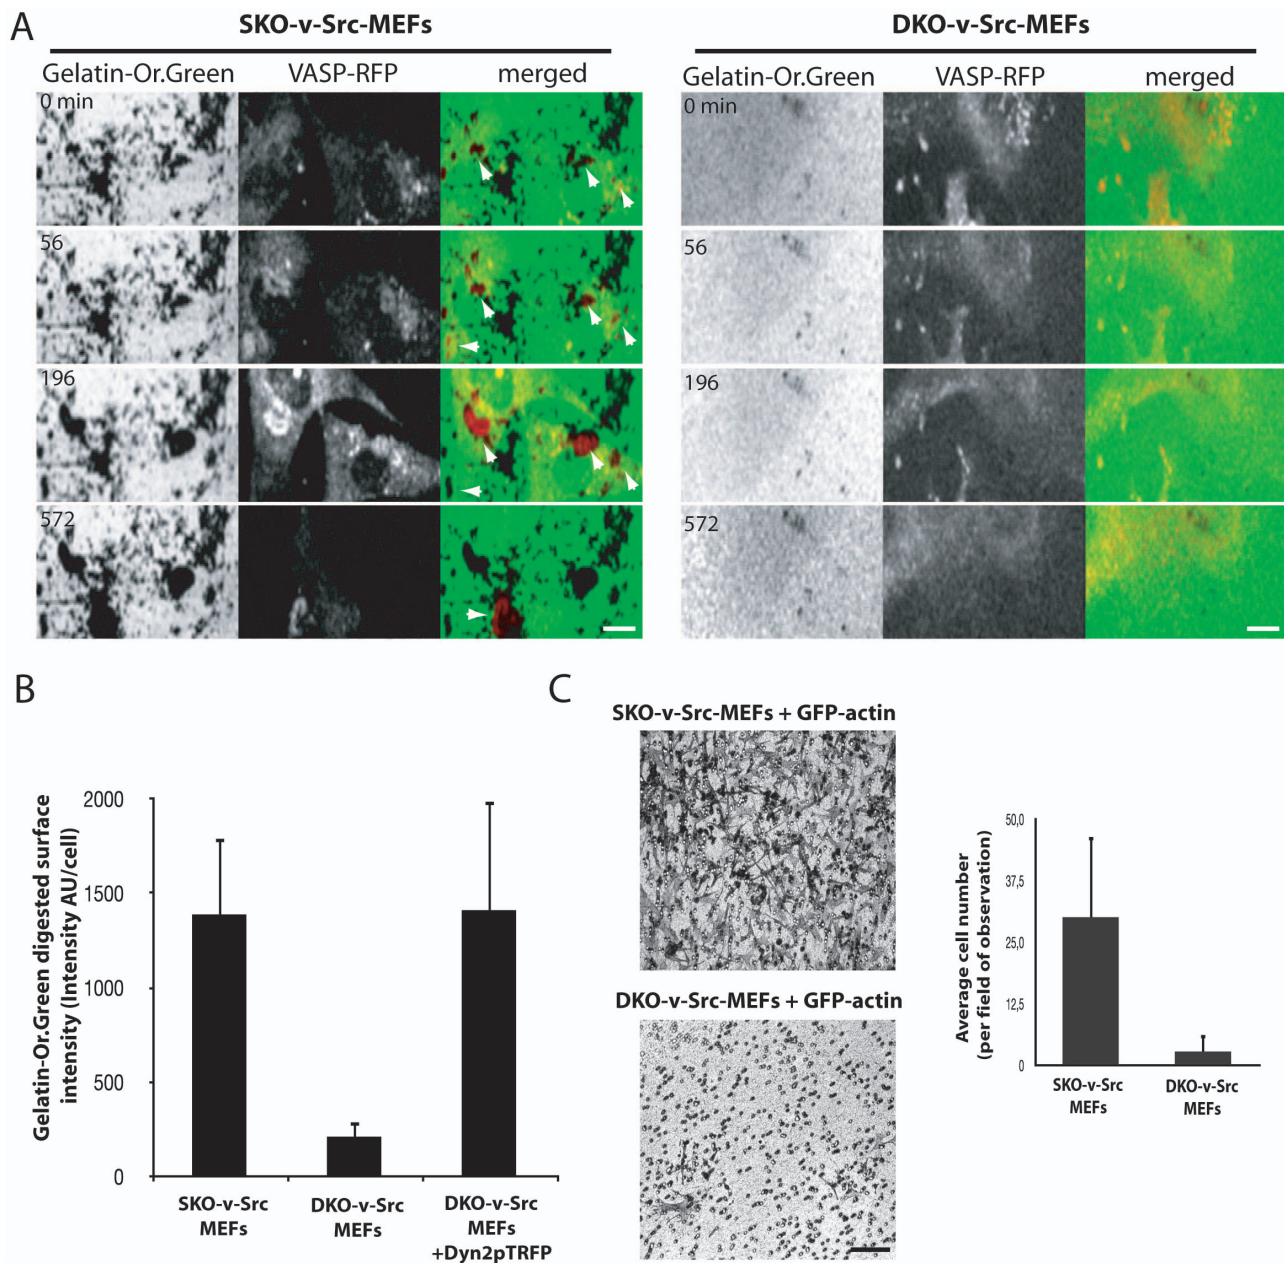 A
SKO-v-Src-MEFs
DKO-v-Src-MEFs
Gelatin-Or.Green VASP-RFP merged
Gelatin-Or.Green VASP-RFP merged
0 min
0 min
56
56
196
196
572
572
B
C
Gelatin-Or.Green digested surface
intensity (Intensity AU/cell)
2000
1500
1000
500
0
SKO-v-Src
MEFs
DKO-v-Src
MEFs
DKO-v-Src
MEFs
+Dyn2pTRFP
SKO-v-Src-MEFs + GFP-actin
DKO-v-Src-MEFs + GFP-actin
Average cell number
(per field of observation)
50,0
37,5
25,0
12,5
0
SKO-v-Src
MEFs
DKO-v-Src
MEFs